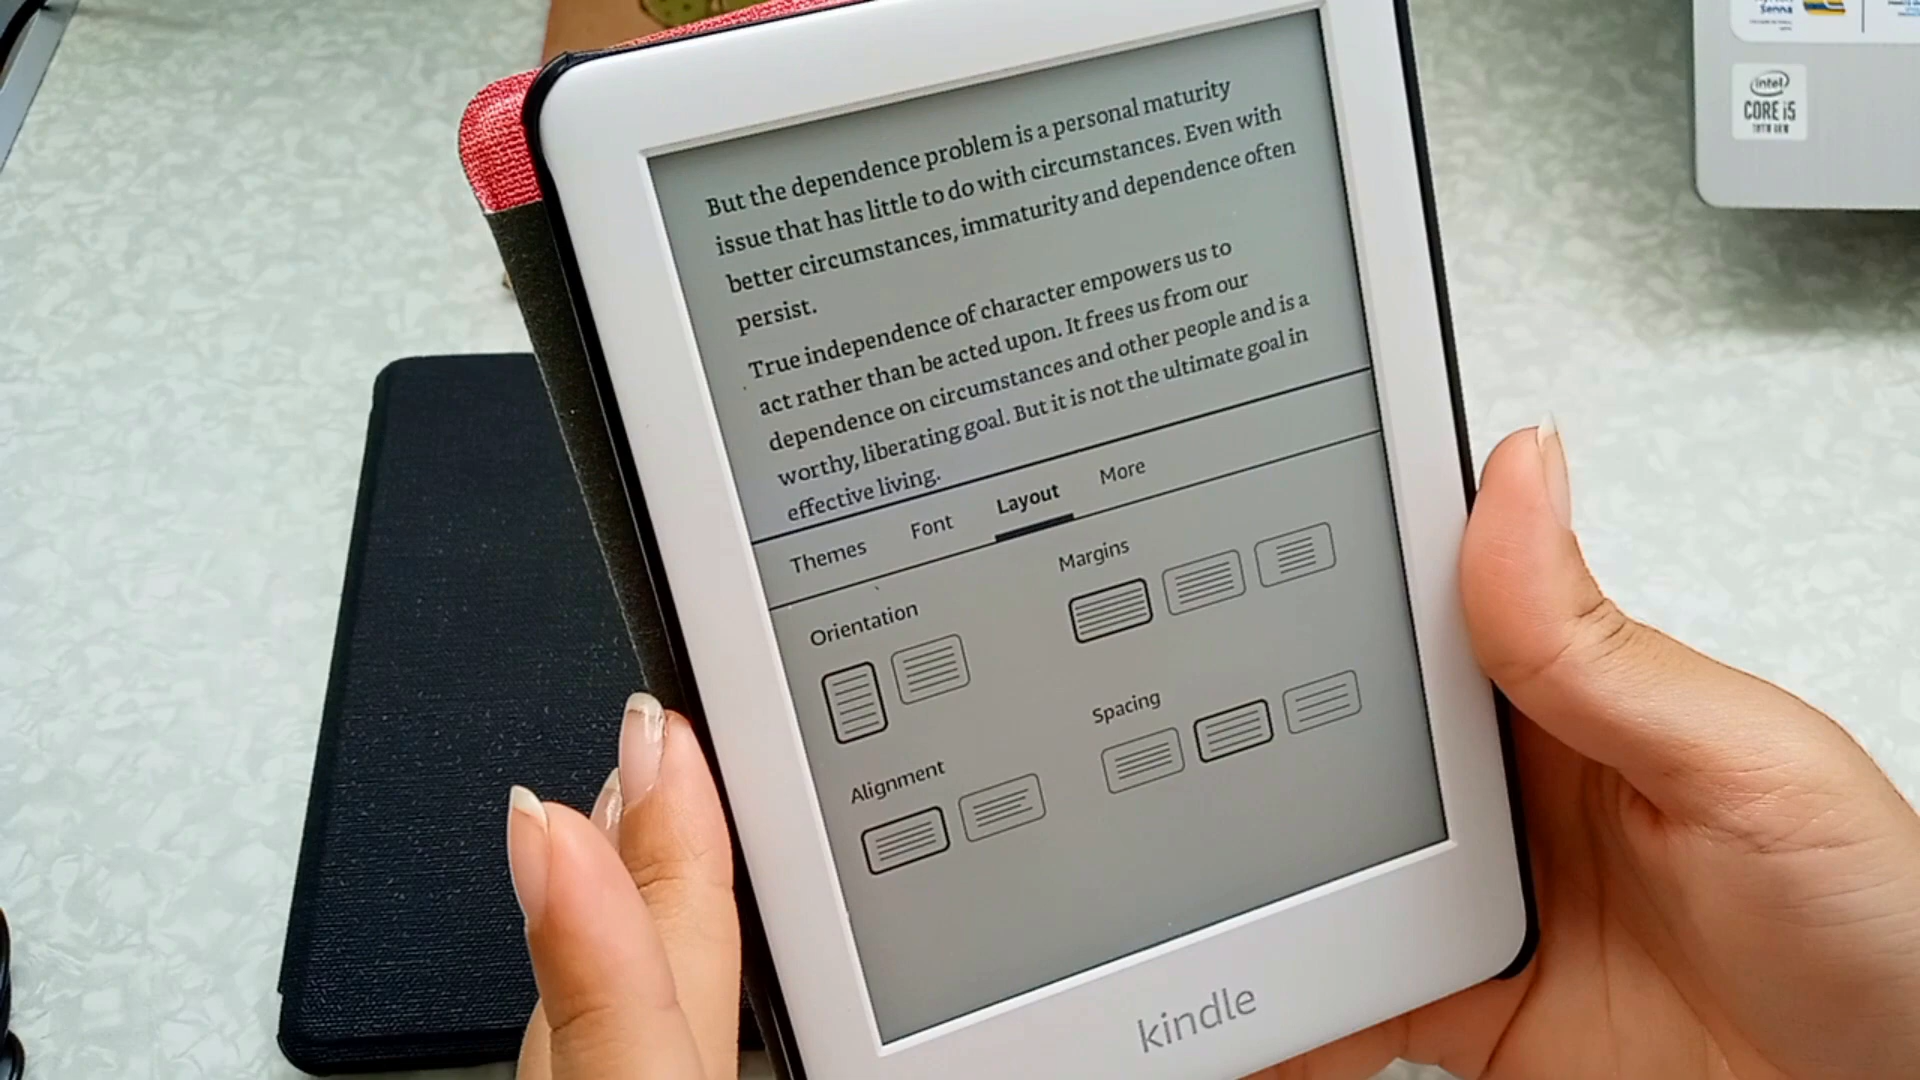 Senna
intel
CORE i5
But the dependence problem is a personal maturity
issue that has little to do with circumstances. Even with
better circumstances, immaturity and dependence often
persist.
True independence of character empowers us to
act rather than be acted upon. It frees us from our
dependence on circumstances and other people and is a
worthy, liberating goal. But it is not the ultimate goal in
effective living.
Themes Font Layout More
Orientation Margins
Alignment Spacing
kindle